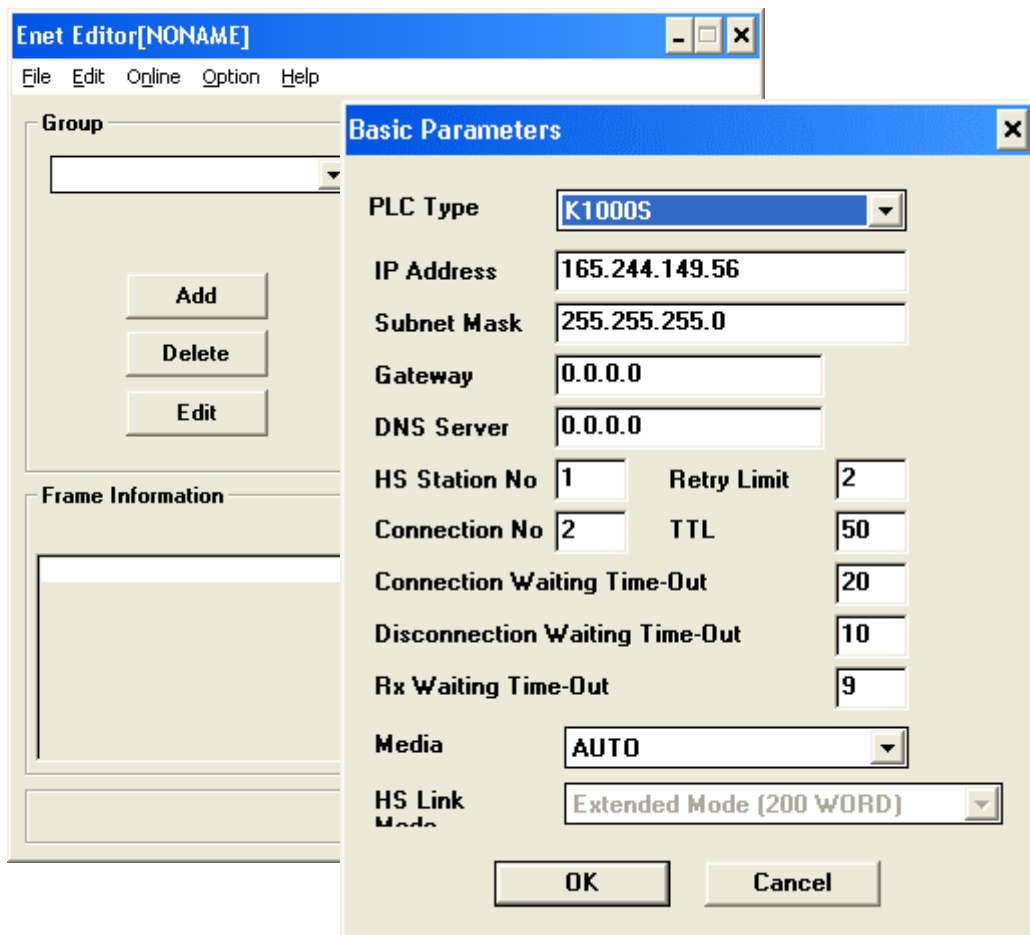 Enet Editor[NONAME]
File Edit Online Option Help
Group
Add
Delete
Edit
Frame Information
Basic Parameters
PLC Type K1000S
IP Address 165.244.149.56
Subnet Mask 255.255.255.0
Gateway 0.0.0.0
DNS Server 0.0.0.0
HS Station No 1 Retry Limit 2
Connection No 2 TTL 50
Connection Waiting Time-Out 20
Disconnection Waiting Time-Out 10
Rx Waiting Time-Out 9
Media AUTO
HS Link Extended Mode (200 WORD)
Mode
OK Cancel